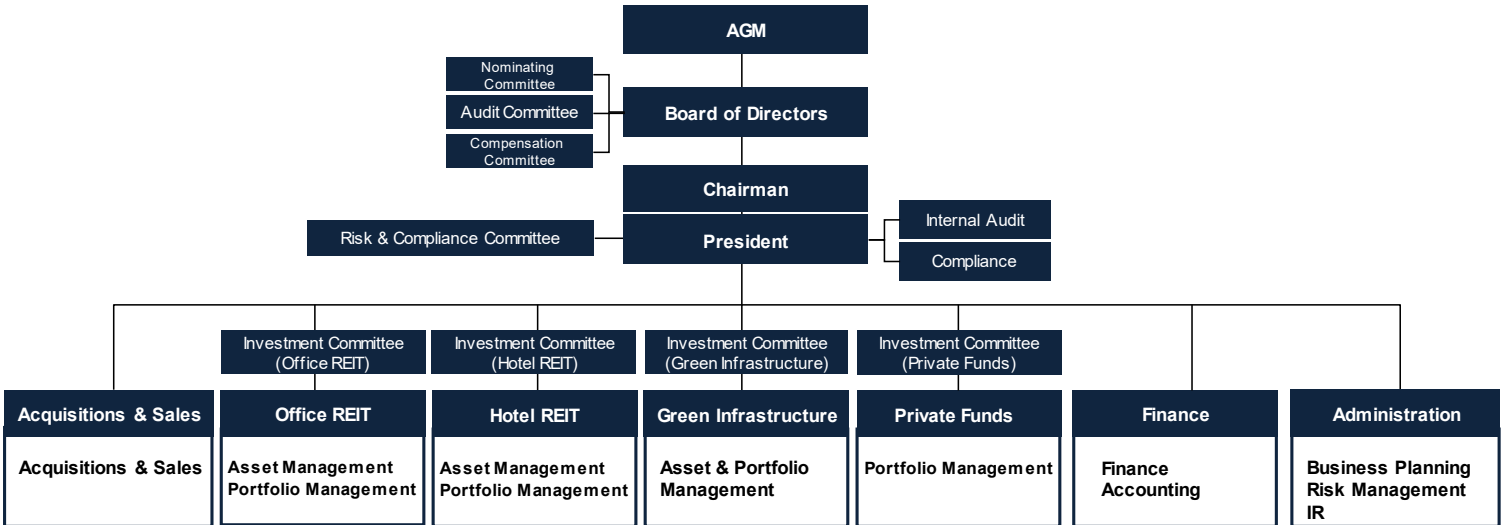 AGM
Nominating
Committee
Audit Committee
Board of Directors
Compensation
Committee
Chairman
Risk & Compliance Committee
President
Internal Audit
Compliance
Investment Committee
(Office REIT)
Investment Committee
(Hotel REIT)
Investment Committee
(Green Infrastructure)
Investment Committee
(Private Funds)
Acquisitions & Sales
Office REIT
Hotel REIT
Green Infrastructure
Private Funds
Finance
Administration
Acquisitions & Sales
Asset Management
Portfolio Management
Asset Management
Portfolio Management
Asset & Portfolio
Management
Portfolio Management
Finance
Accounting
Business Planning
Risk Management
IR